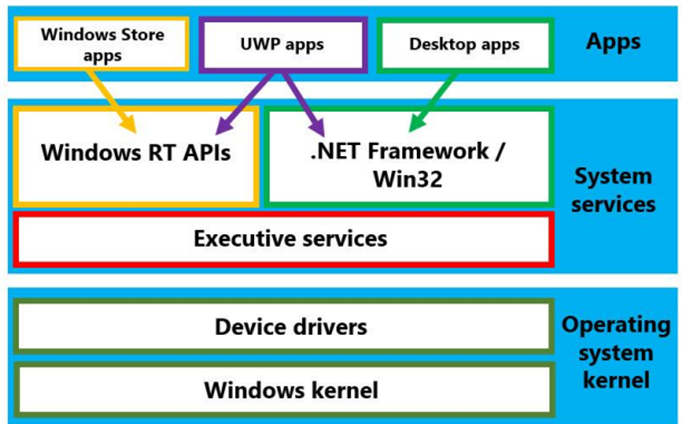 Windows Store
apps
UWP apps
Desktop apps
Apps
Windows RT APIs
.NET Framework /
Win32
System
services
Executive services
Device drivers
Operating
system
kernel
Windows kernel